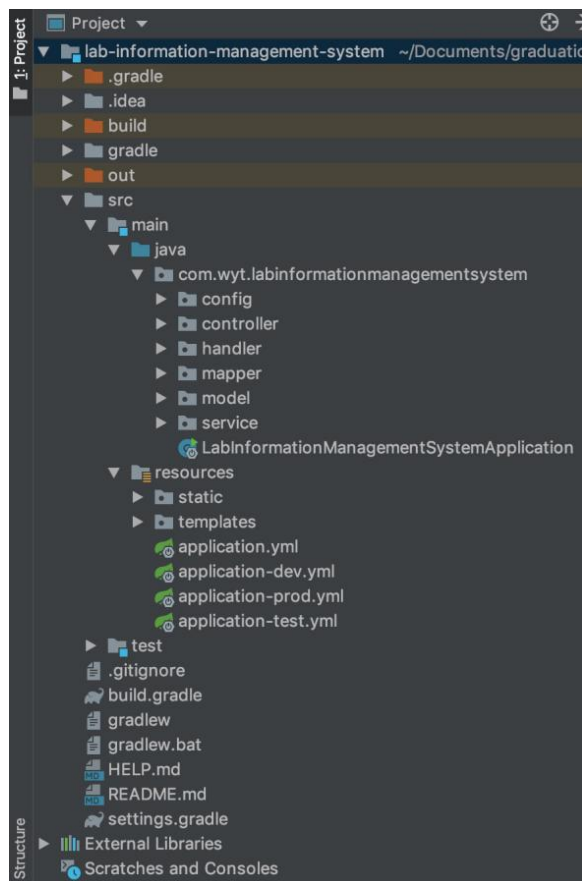 1: Project
Project
lab-information-management-system ~/Documents/graduatio
.gradle
.idea
build
gradle
out
src
main
java
com.wyt.labinformationmanagementsystem
config
controller
handler
mapper
model
service
LabInformationManagementSystemApplication
resources
static
templates
application.yml
application-dev.yml
application-prod.yml
application-test.yml
test
.gitignore
build.gradle
gradlew
gradlew.bat
HELP.md
README.md
settings.gradle
External Libraries
Scratches and Consoles
Structure